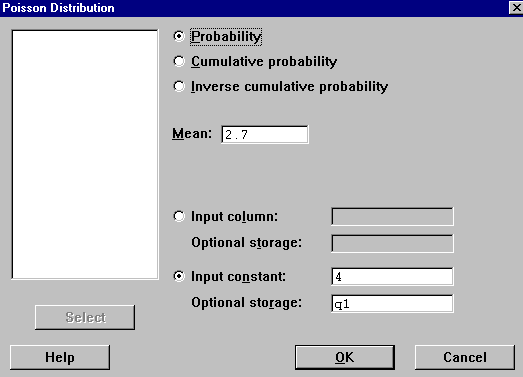 Poisson Distribution
Probability
Cumulative probability
Inverse cumulative probability
Mean: 2.7
Input column:
Optional storage:
Input constant: 4
Optional storage: q1
Select
Help OK Cancel